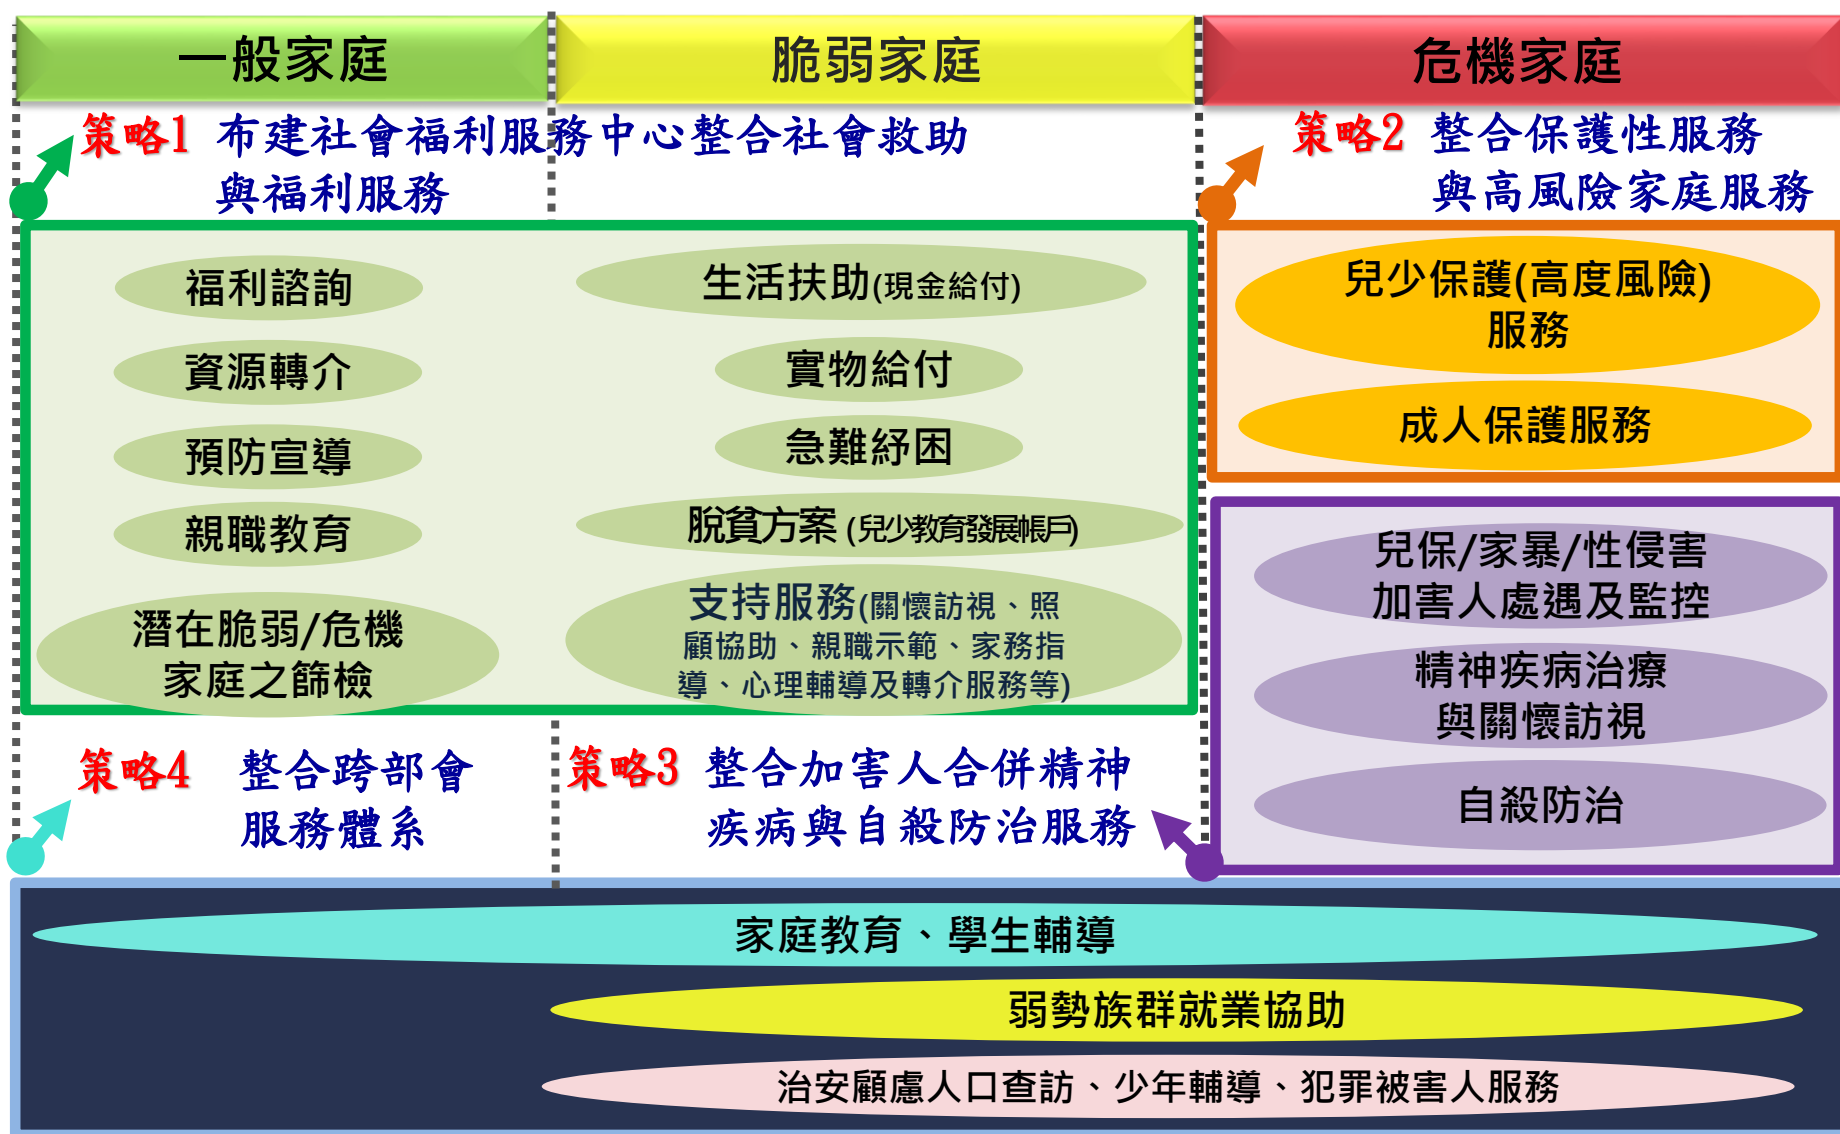 一般家庭
脆弱家庭
危機家庭
策略1 布建社會福利服務中心整合社會救助
與福利服務
策略2 整合保護性服務
與高風險家庭服務
福利諮詢
資源轉介
預防宣導
親職教育
潛在脆弱/危機
家庭之篩檢
生活扶助(現金給付)
實物給付
急難紓困
脫貧方案 (兒少教育發展帳戶)
支持服務(關懷訪視、照
顧協助、親職示範、家務指
導、心理輔導及轉介服務等)
兒少保護(高度風險)
服務
成人保護服務
兒保/家暴/性侵害
加害人處遇及監控
精神疾病治療
與關懷訪視
自殺防治
策略4 整合跨部會
服務體系
策略3 整合加害人合併精神
疾病與自殺防治服務
家庭教育、學生輔導
弱勢族群就業協助
治安顧慮人口查訪、少年輔導、犯罪被害人服務